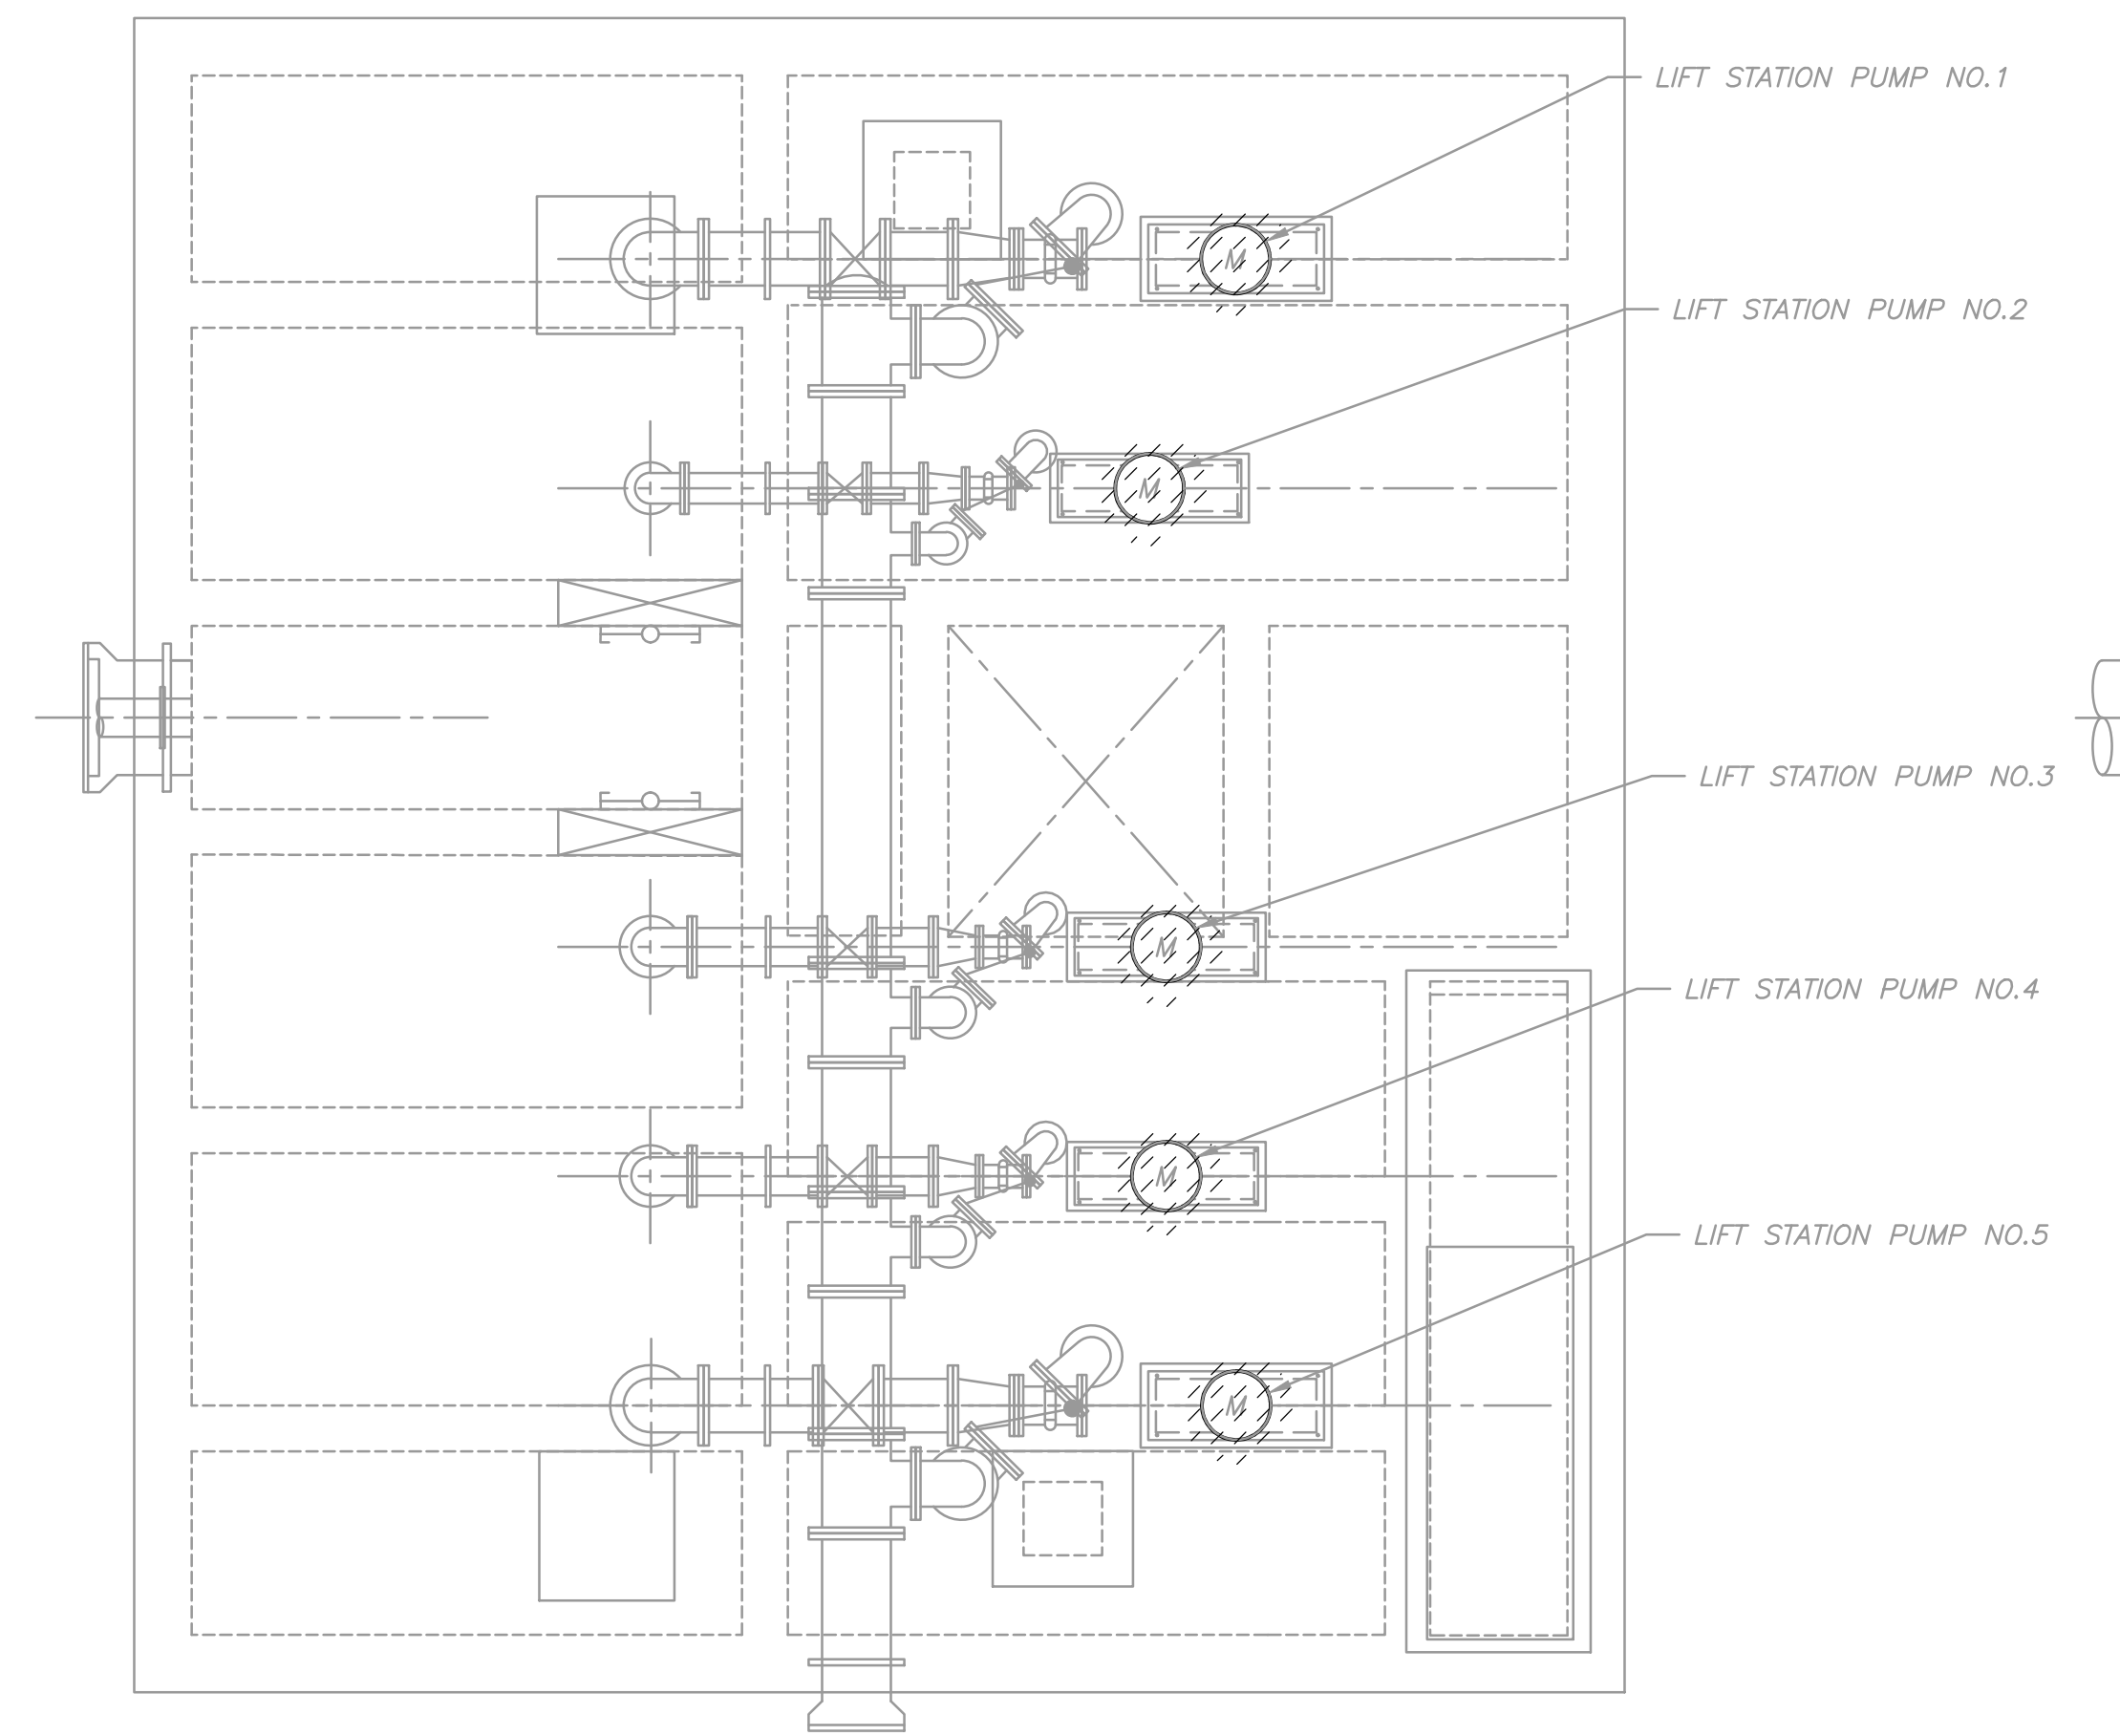 LIFT STATION PUMP NO.1
M
LIFT STATION PUMP NO.2
M
LIFT STATION PUMP NO.3
M
LIFT STATION PUMP NO.4
M
LIFT STATION PUMP NO.5
M